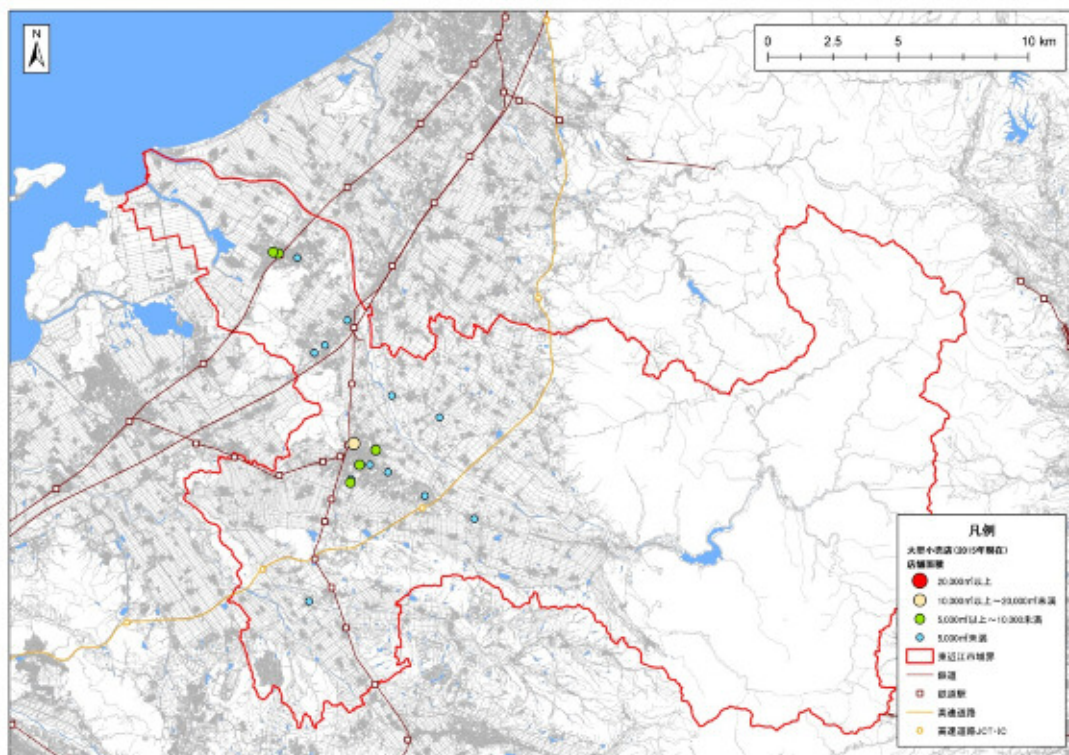 N
0 2.5 5 10 km
凡例
大型小売店(2015年現在)
店舗面積
20,000㎡以上
10,000㎡以上～20,000㎡未満
5,000㎡以上～10,000未満
5,000㎡未満
東近江市域界
鉄道
鉄道駅
高速道路
高速道路JCT・IC